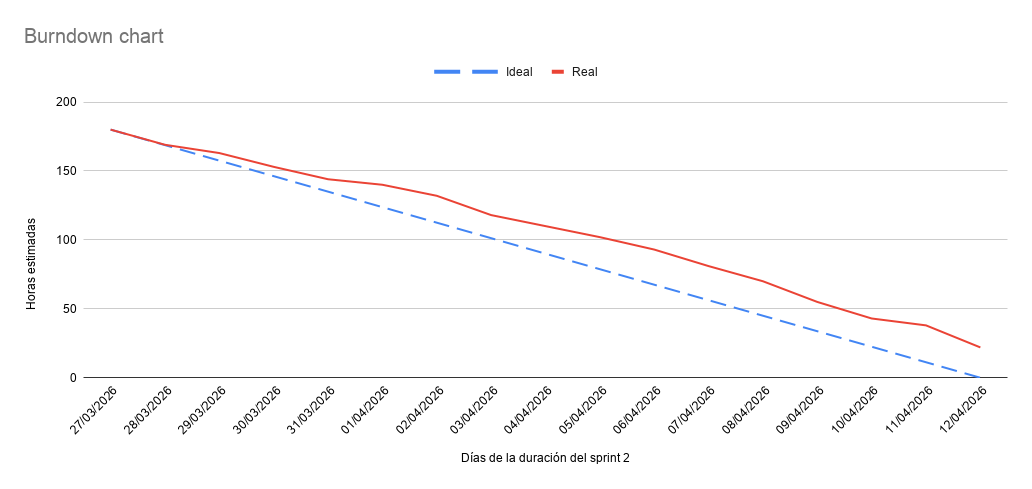 Burndown chart
Ideal Real
200
150
100
50
0
Horas estimadas
27/03/2026 28/03/2026 29/03/2026 30/03/2026 31/03/2026 01/04/2026 02/04/2026 03/04/2026 04/04/2026 05/04/2026 06/04/2026 07/04/2026 08/04/2026 09/04/2026 10/04/2026 11/04/2026 12/04/2026
Días de la duración del sprint 2